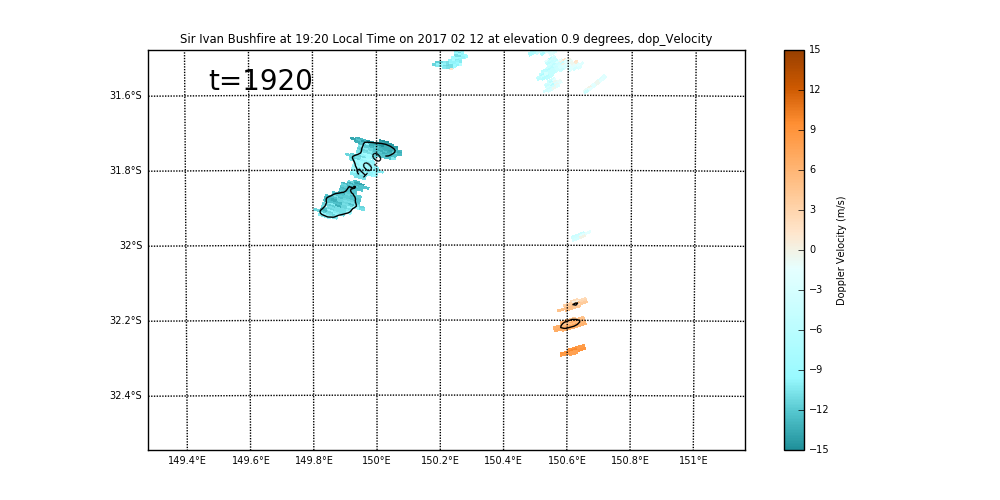 Sir Ivan Bushfire at 19:20 Local Time on 2017 02 12 at elevation 0.9 degrees, dop_Velocity
t=1920
31.6°S
31.8°S
32°S
32.2°S
32.4°S
10.0
149.4°E 149.6°E 149.8°E 150°E 150.2°E 150.4°E 150.6°E 150.8°E 151°E
15
12
9
6
3
0
−3
−6
−9
−12
−15
Doppler Velocity (m/s)